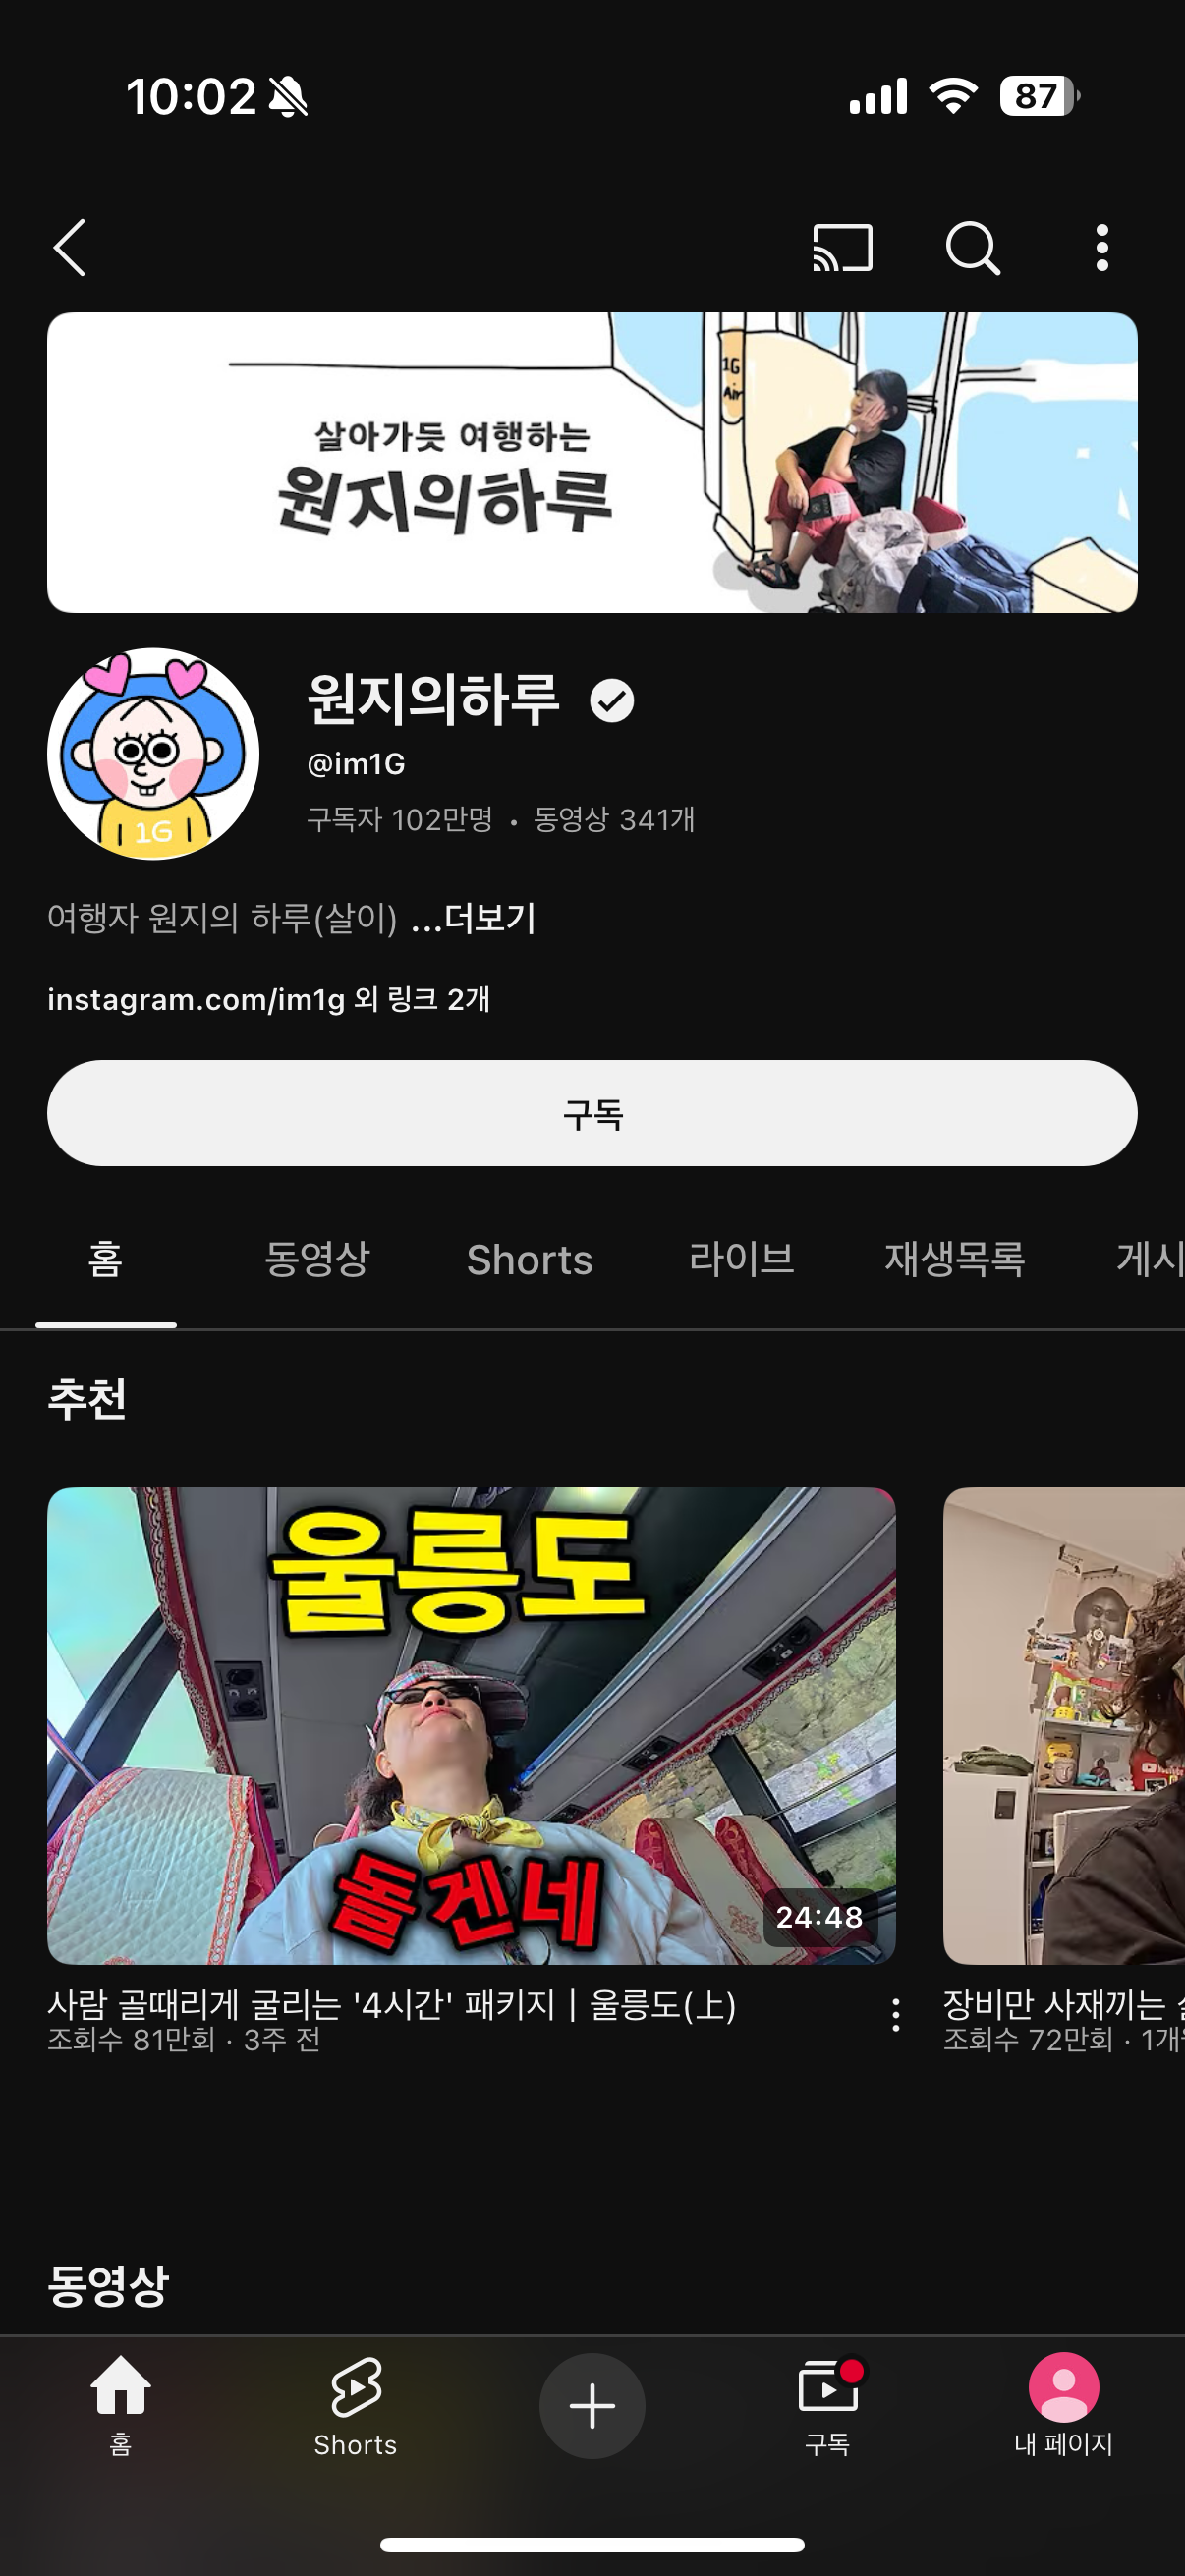 10:02
87
1G
Air
살아가듯 여행하는
원지의하루
원지의하루
@im1G
구독자 102만명 • 동영상 341개
1G
여행자 원지의 하루(살이) ...더보기
instagram.com/im1g 외 링크 2개
구독
홈 동영상 Shorts 라이브 재생목록 게시
추천
울릉도
돌겐네
24:48
사람 골때리게 굴리는 '4시간' 패키지 | 울릉도(上)
조회수 81만회 · 3주 전
장비만 사재끼는
조회수 72만회 · 1개
동영상
홈 Shorts 구독 내 페이지